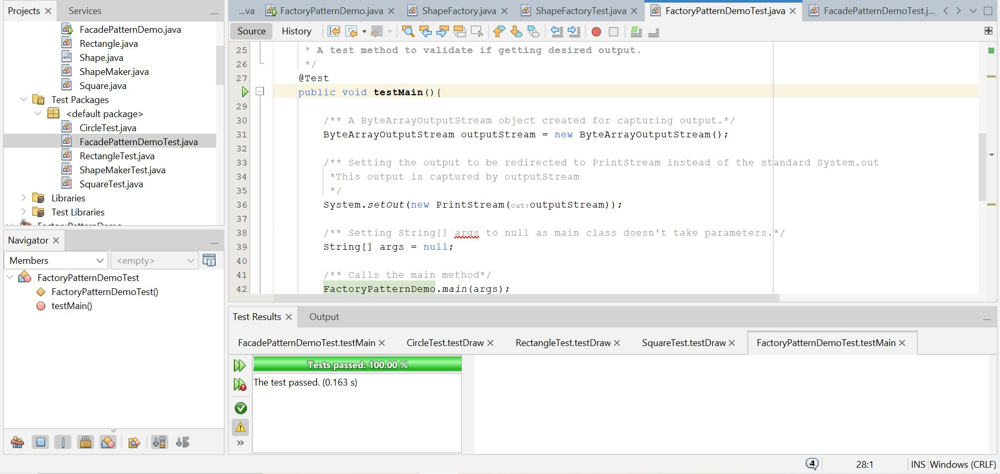 Projects
Services
FacadePatternDemo.java
Rectangle.java
Shape.java
ShapeMaker.java
Square.java
Test Packages
<default package>
CircleTest.java
FacadePatternDemoTest.java
RectangleTest.java
ShapeMakerTest.java
SquareTest.java
Libraries
Test Libraries
Navigator
Members
<empty>
FactoryPatternDemoTest
FactoryPatternDemoTest()
testMain()
...va
FactoryPatternDemo.java
ShapeFactory.java
ShapeFactoryTest.java
FactoryPatternDemoTest.java
FacadePatternDemoTest.j...
Source
History
25 * A test method to validate if getting desired output.
26 */
27 @Test
public void testMain(){
29
30 /** A ByteArrayOutputStream object created for capturing output.*/
31 ByteArrayOutputStream outputStream = new ByteArrayOutputStream();
32
33 /** Setting the output to be redirected to PrintStream instead of the standard System.out
34 *This output is captured by outputStream
35 */
36 System.setOut(new PrintStream(out:outputStream));
37
38 /** Setting String[] args to null as main class doesn't take parameters.*/
39 String[] args = null;
40
41 /** Calls the main method*/
42 FactoryPatternDemo.main(args);
Test Results
Output
FacadePatternDemoTest.testMain
CircleTest.testDraw
RectangleTest.testDraw
SquareTest.testDraw
FactoryPatternDemoTest.testMain
Tests passed: 100.00 %
The test passed. (0.163 s)
4
28:1
INS
Windows (CRLF)